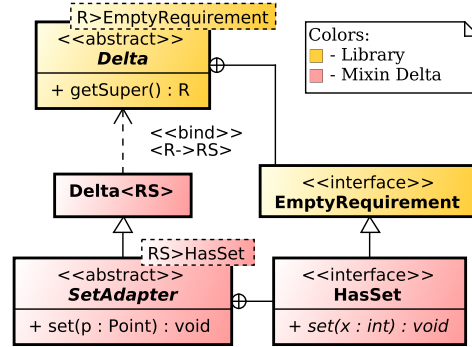 R>EmptyRequirement
<<abstract>>
Delta
+ getSuper() : R
Colors:
- Library
- Mixin Delta
<<bind>>
<R->RS>
Delta<RS>
<<interface>>
EmptyRequirement
RS>HasSet
<<abstract>>
SetAdapter
+ set(p : Point) : void
<<interface>>
HasSet
+ set(x : int) : void